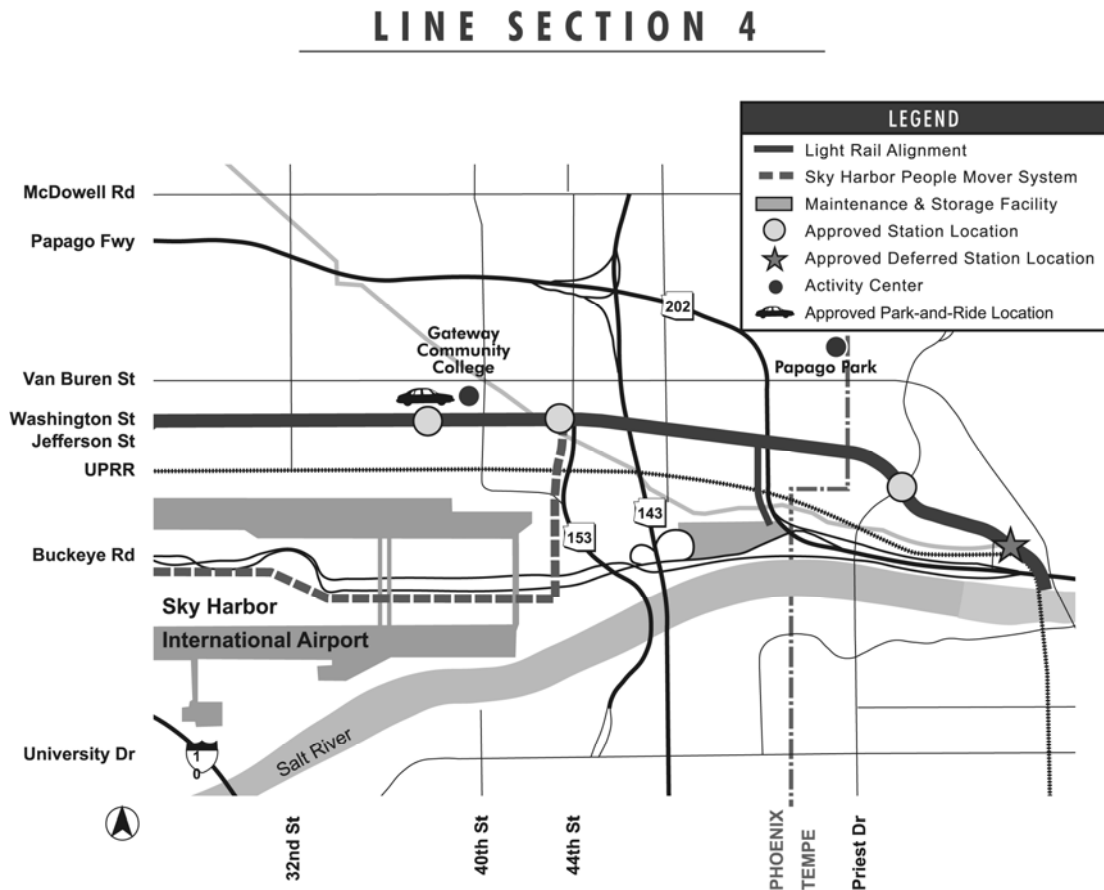 LINE SECTION 4
LEGEND
Light Rail Alignment
Sky Harbor People Mover System
Maintenance & Storage Facility
Approved Station Location
Approved Deferred Station Location
Activity Center
Approved Park-and-Ride Location
McDowell Rd
Papago Fwy
202
Gateway
Community
College
Papago Park
Van Buren St
Washington St
Jefferson St
UPRR
153
143
Buckeye Rd
Sky Harbor
International Airport
Salt River
University Dr
1
0
32nd St
40th St
44th St
PHOENIX
TEMPE
Priest Dr